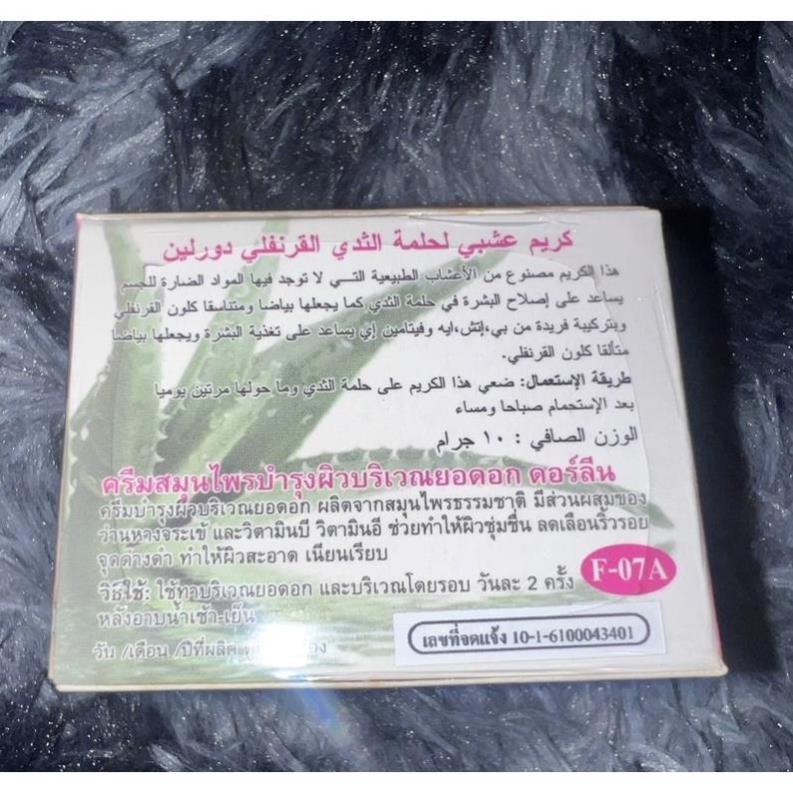 كريم عشبي لحلمة الثدي القرنفلي دورلين
هذا الكريم مصنوع من الأعشاب الطبيعية التي لا توجد فيها المواد الضارة للجسم
يساعد على إصلاح البشرة في حلمة الثدي كما يجعلها بياضا ومتناسقا كلون القرنفلي
وبتركيبة فريدة من بي،إتش،ايه وفيتامين إي يساعد على تغذية البشرة ويجعلها بياضا
متألقا كلون القرنفلي.
طريقة الإستعمال: ضعي هذا الكريم على حلمة الثدي وما حولها مرتين يوميا
بعد الإستحمام صباحا ومساء
الوزن الصافي : ١٠ جرام
ครีมสมุนไพรบำรุงผิวบริเวณยอดอก ดอร์ลีน
ครีมบำรุงผิวบริเวณยอดอก ผลิตจากสมุนไพรธรรมชาติ มีส่วนผสมของ
ว่านหางจระเข้ และวิตามินบี วิตามินอี ช่วยทำให้ผิวชุ่มชื่น ลดเลือนริ้วรอย
จุดด่างดำ ทำให้ผิวสะอาด เนียนเรียบ
F-07A
วิธีใช้: ใช้ทาบริเวณยอดอก และบริเวณโดยรอบ วันละ 2 ครั้ง
หลังอาบน้ำเช้า-เย็น
เลขที่จดแจ้ง 10-1-6100043401
วัน /เดือน /ปีที่ผลิต